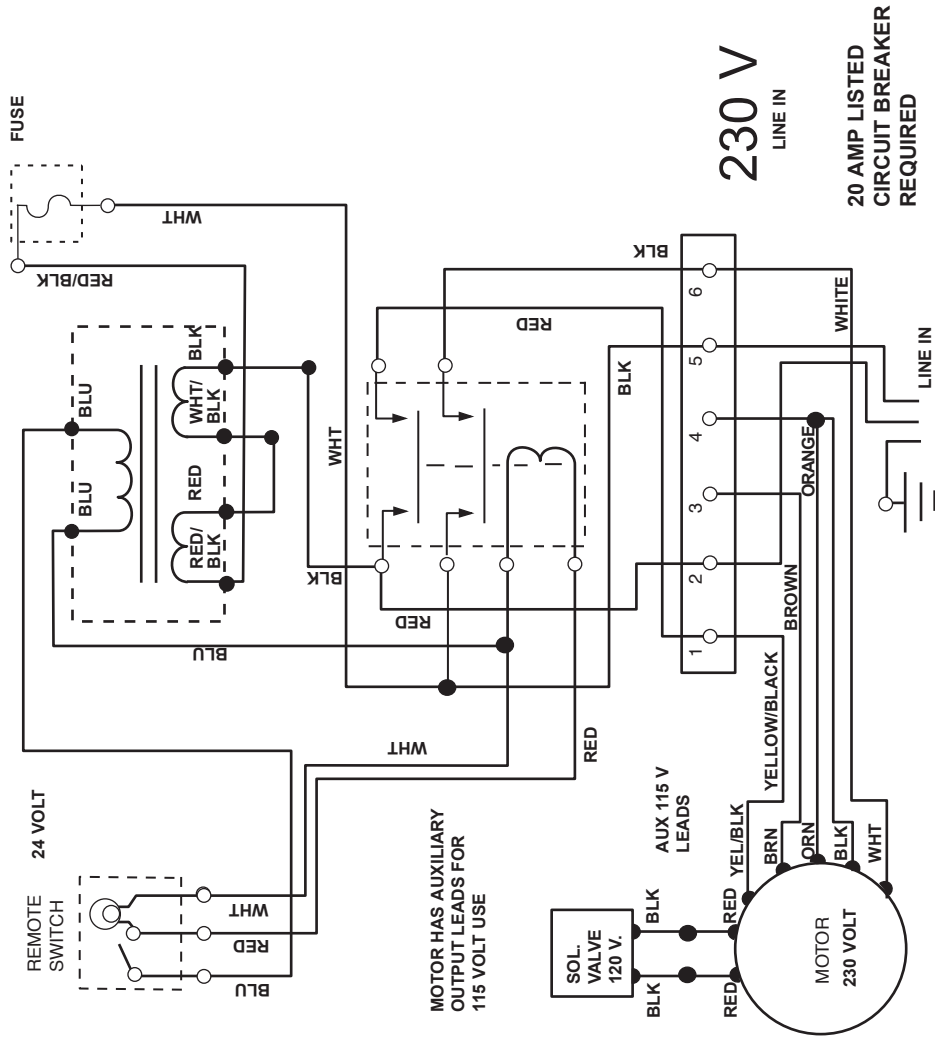 FUSE
WHT
RED/BLK
BLU
BLU
BLK
WHT/
BLK
RED
RED/
BLK
BLK
WHT
RED
BLK
RED
BLU
BLK
230 V
LINE IN
20 AMP LISTED
CIRCUIT BREAKER
REQUIRED
1
2
3
4
5
6
WHITE
ORANGE
BROWN
YELLOW/BLACK
LINE IN
24 VOLT
REMOTE
SWITCH
WHT
RED
BLU
WHT
RED
MOTOR HAS AUXILIARY
OUTPUT LEADS FOR
115 VOLT USE
AUX 115 V
LEADS
SOL.
VALVE
120 V.
BLK
BLK
RED
RED
YEL/BLK
BRN
ORN
BLK
WHT
MOTOR
230 VOLT